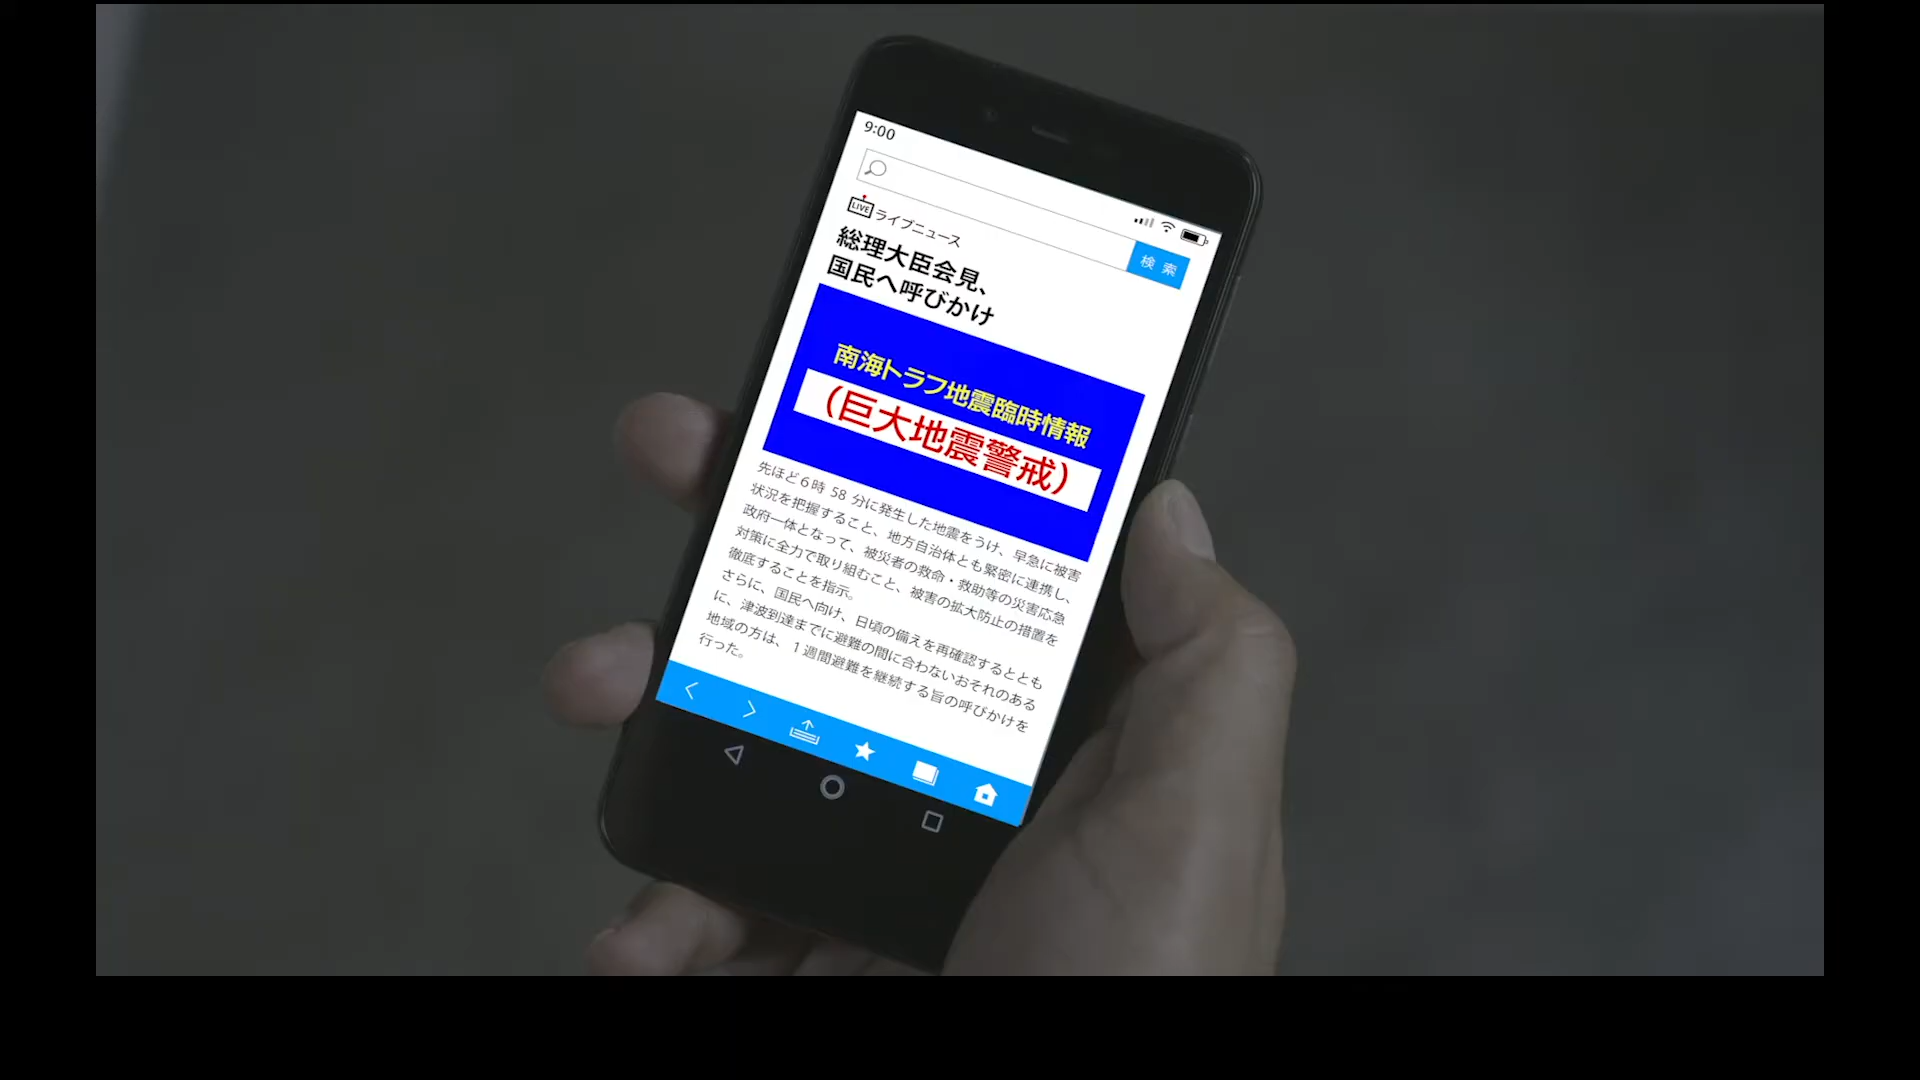 9:00
検 索
LIVE ライブニュース
総理大臣会見、
国民へ呼びかけ
南海トラフ地震臨時情報
（巨大地震警戒）
先ほど６時 58 分に発生した地震をうけ、早急に被害
状況を把握すること、地方自治体とも緊密に連携し、
政府一体となって、被災者の救命・救助等の災害応急
対策に全力で取り組むこと、被害の拡大防止の措置を
徹底することを指示。
さらに、国民へ向け、日頃の備えを再確認するととも
に、津波到達までに避難の間に合わないおそれのある
地域の方は、１週間避難を継続する旨の呼びかけを
行った。